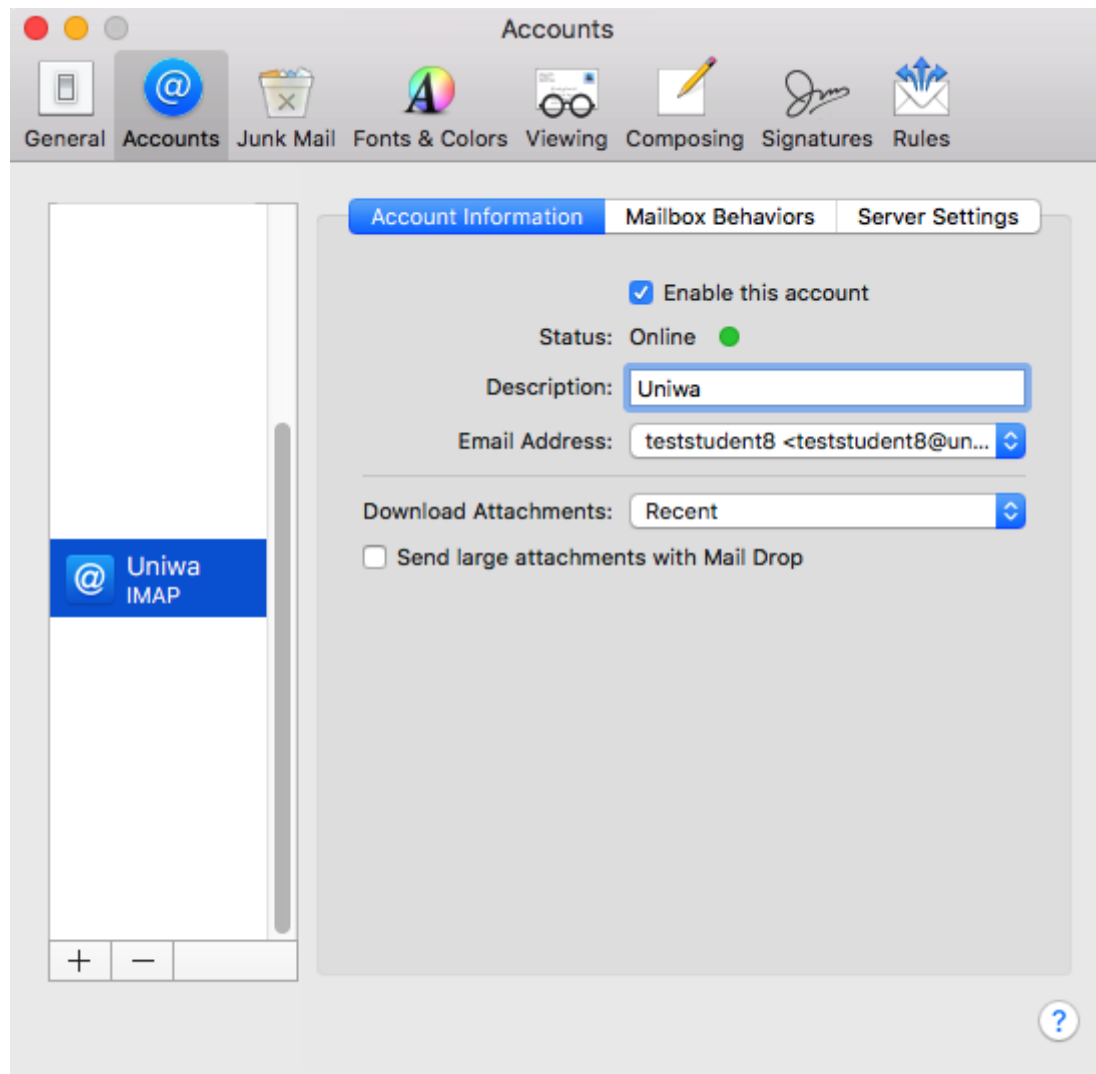 Accounts
General Accounts Junk Mail Fonts & Colors Viewing Composing Signatures Rules
Account Information Mailbox Behaviors Server Settings
Enable this account
Status: Online
Description: Uniwa
Email Address: teststudent8 <teststudent8@un...
Download Attachments: Recent
Send large attachments with Mail Drop
@ Uniwa
IMAP
+ −
?